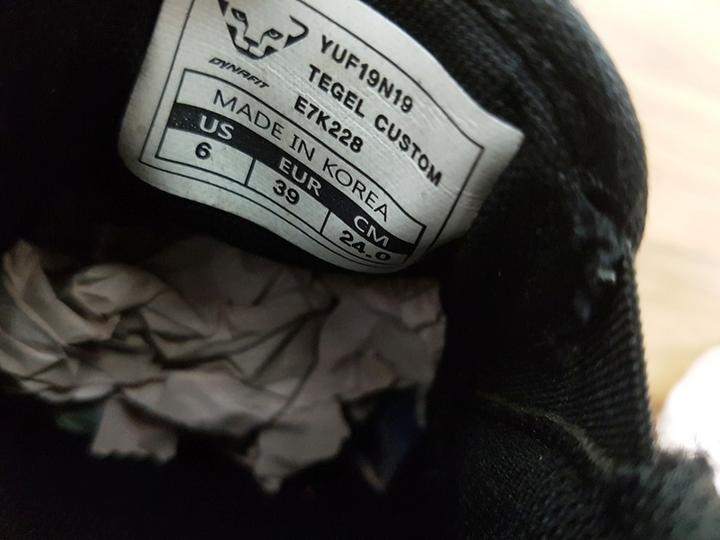 DYNAFIT
YUF19N19
TEGEL CUSTOM
E7K228
MADE IN KOREA
US EUR CM
6 39 24.0